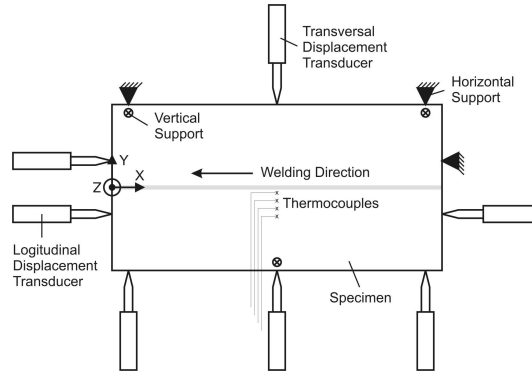 Transversal
Displacement
Transducer
Horizontal
Support
Vertical
Support
Y
Z
X
Welding Direction
Thermocouples
Logitudinal
Displacement
Transducer
Specimen